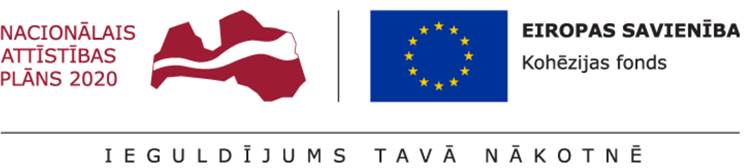 NACIONĀLAIS
ATTĪSTĪBAS
PLĀNS 2020
EIROPAS SAVIENĪBA
Kohēzijas fonds
IEGULDĪJUMS TAVĀ NĀKOTNĒ